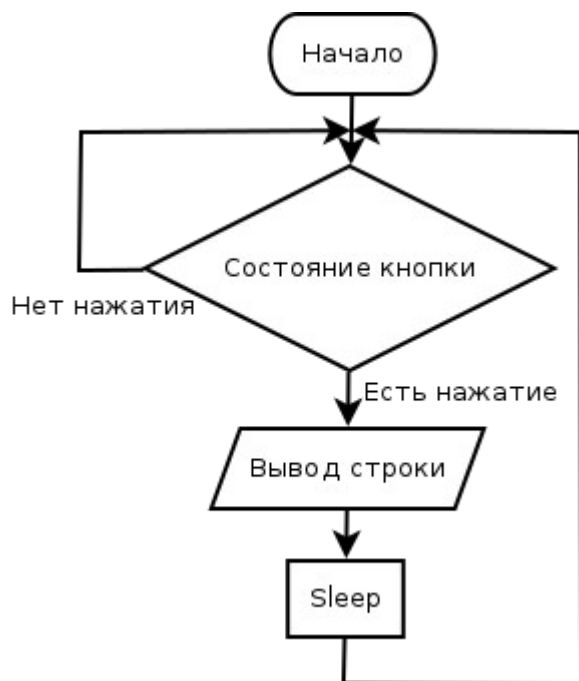 Начало
Состояние кнопки
Нет нажатия
Есть нажатие
Вывод строки
Sleep